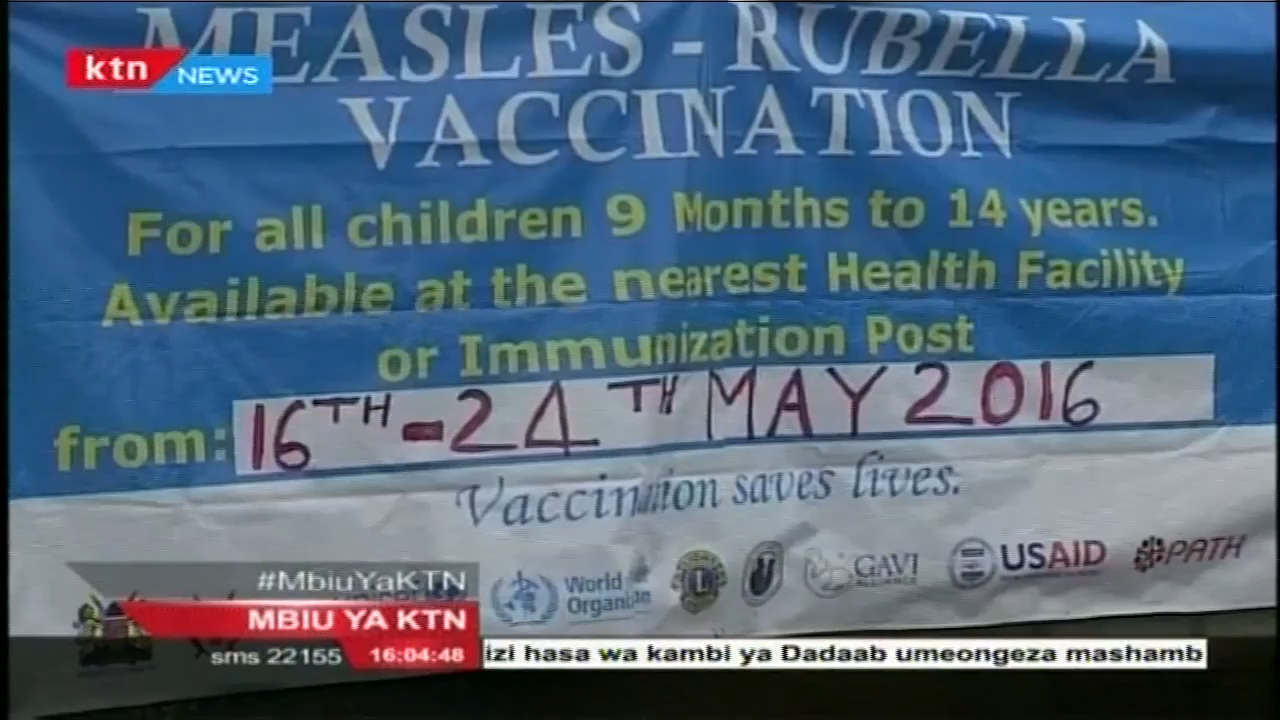 MEASLES - RUBELLA
ktn NEWS
VACCINATION
For all children 9 Months to 14 years.
Available at the nearest Health Facility
or Immunization Post
from: 16TH - 24TH MAY 2016
Vaccination saves lives.
World
GAVI
USAID
PATH
#MbiuYaKTN
MBIU YA KTN
sms 22155
16:04:48
izi hasa wa kambi ya Dadaab umeongeza mashamb